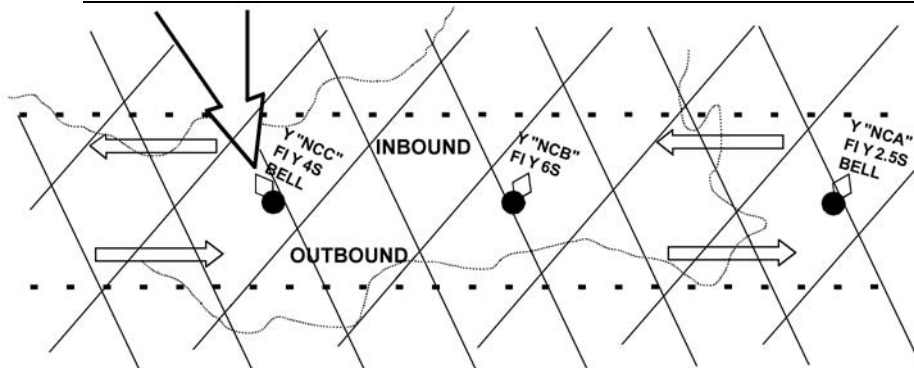 Y "NCC"
Fl Y 4S
BELL
INBOUND
Y "NCB"
Fl Y 6S
Y "NCA"
Fl Y 2.5S
BELL
OUTBOUND